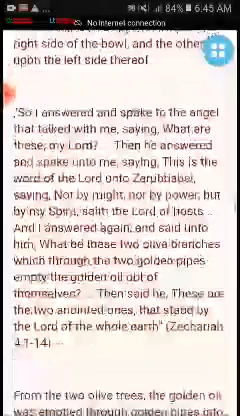 84% 6:45 AM
No Internet connection
right side of the bowl, and the other
upon the left side thereof
"So I answered and spake to the angel
that talked with me, saying, What are
these, my Lord? ... Then he answered
and spake unto me, saying, This is the
word of the Lord unto Zerubbabel,
saying, Not by might, nor by power, but
by my Spirit, saith the Lord of hosts...
And I answered again, and said unto
him, What be these two olive branches
which through the two golden pipes
empty the golden oil out of
themselves? ... Then said he, These are
the two anointed ones, that stand by
the Lord of the whole earth" (Zechariah
4:1-14)
From the two olive trees, the golden oil
was emptied through golden pipes into